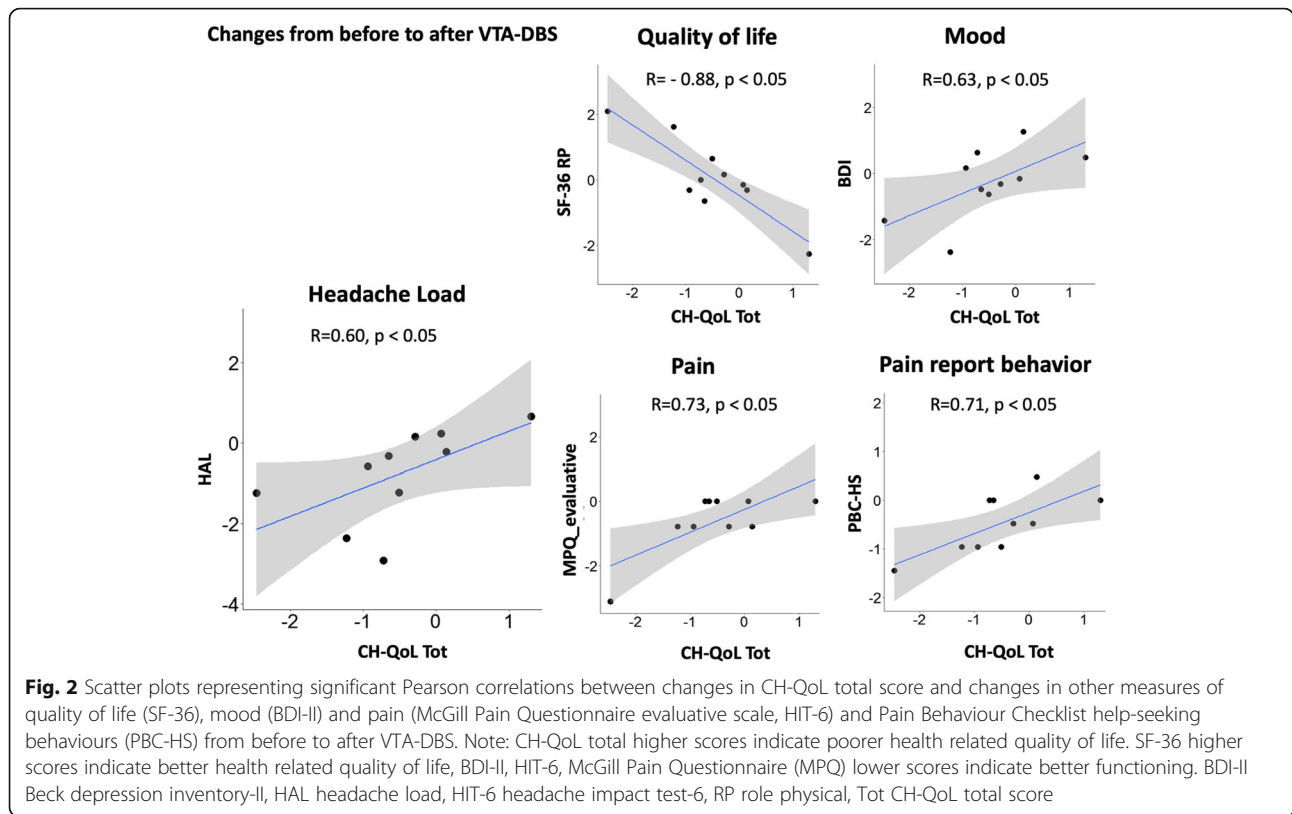 Changes from before to after VTA-DBS
Quality of life
R= - 0.88, p < 0.05
SF-36 RP
2
0
-2
-2
-1
0
1
CH-QoL Tot
Mood
R=0.63, p < 0.05
BDI
2
0
-2
-2
-1
0
1
CH-QoL Tot
Headache Load
R=0.60, p < 0.05
HAL
2
0
-2
-4
-2
-1
0
1
CH-QoL Tot
Pain
R=0.73, p < 0.05
MPQ_evaluative
2
0
-2
-2
-1
0
1
CH-QoL Tot
Pain report behavior
R=0.71, p < 0.05
PBC-HS
2
1
0
-1
-2
-2
-1
0
1
CH-QoL Tot
Fig. 2 Scatter plots representing significant Pearson correlations between changes in CH-QoL total score and changes in other measures of
quality of life (SF-36), mood (BDI-II) and pain (McGill Pain Questionnaire evaluative scale, HIT-6) and Pain Behaviour Checklist help-seeking
behaviours (PBC-HS) from before to after VTA-DBS. Note: CH-QoL total higher scores indicate poorer health related quality of life. SF-36 higher
scores indicate better health related quality of life, BDI-II, HIT-6, McGill Pain Questionnaire (MPQ) lower scores indicate better functioning. BDI-II
Beck depression inventory-II, HAL headache load, HIT-6 headache impact test-6, RP role physical, Tot CH-QoL total score